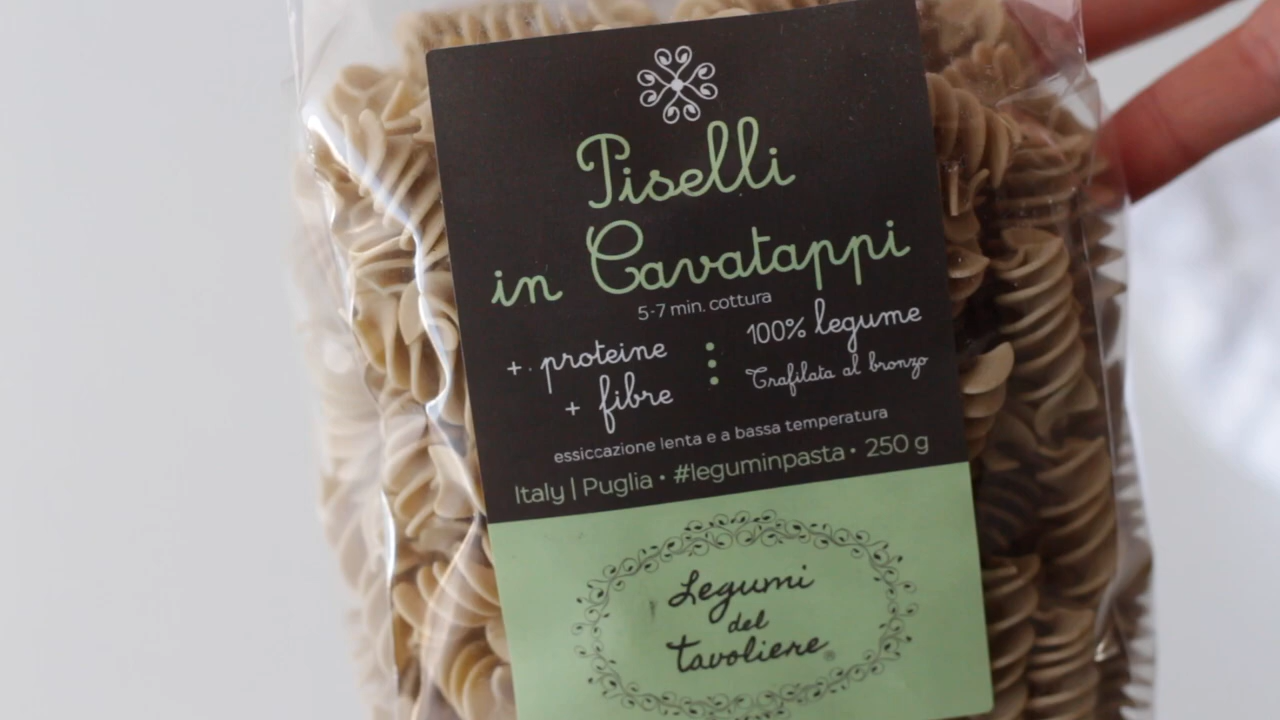 Piselli
in Cavatappi
5-7 min. cottura
+ proteine
+ fibre
100% legume
Trafilata al bronzo
essiccazione lenta e a bassa temperatura
Italy | Puglia • #leguminpasta • 250 g
Legumi
del
Tavoliere®